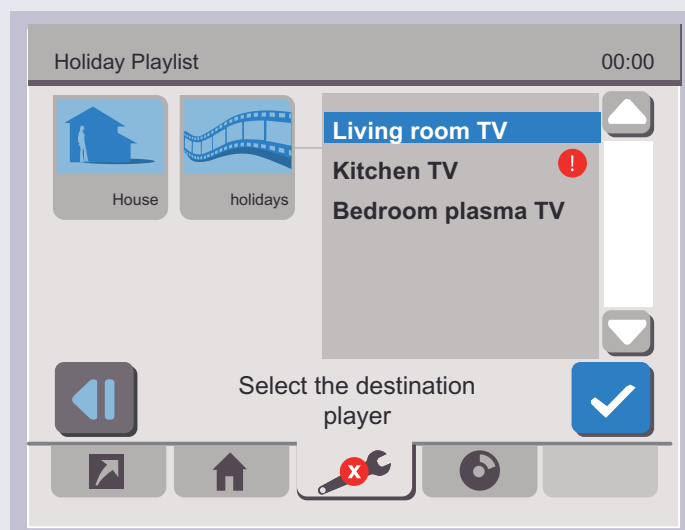 Holiday Playlist 00:00
House
holidays
Living room TV
Kitchen TV !
Bedroom plasma TV
Select the destination
player
x